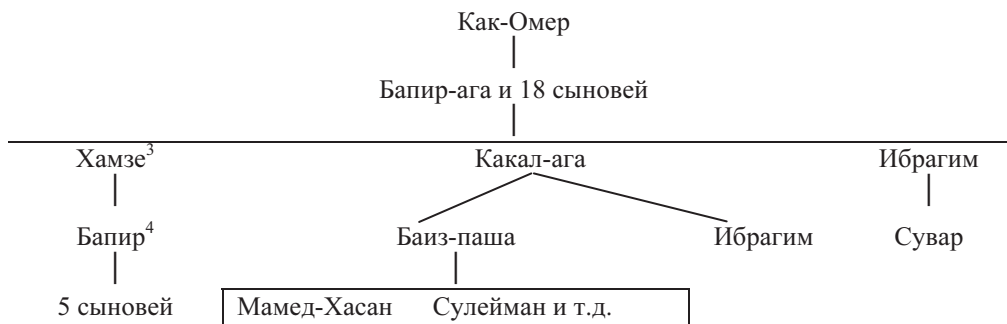 Как-Омер
Бапир-ага и 18 сыновей
Хамзе³ Какал-ага Ибрагим
Бапир⁴ Баиз-паша Ибрагим Сувар
5 сыновей Мамед-Хасан Сулейман и т.д.